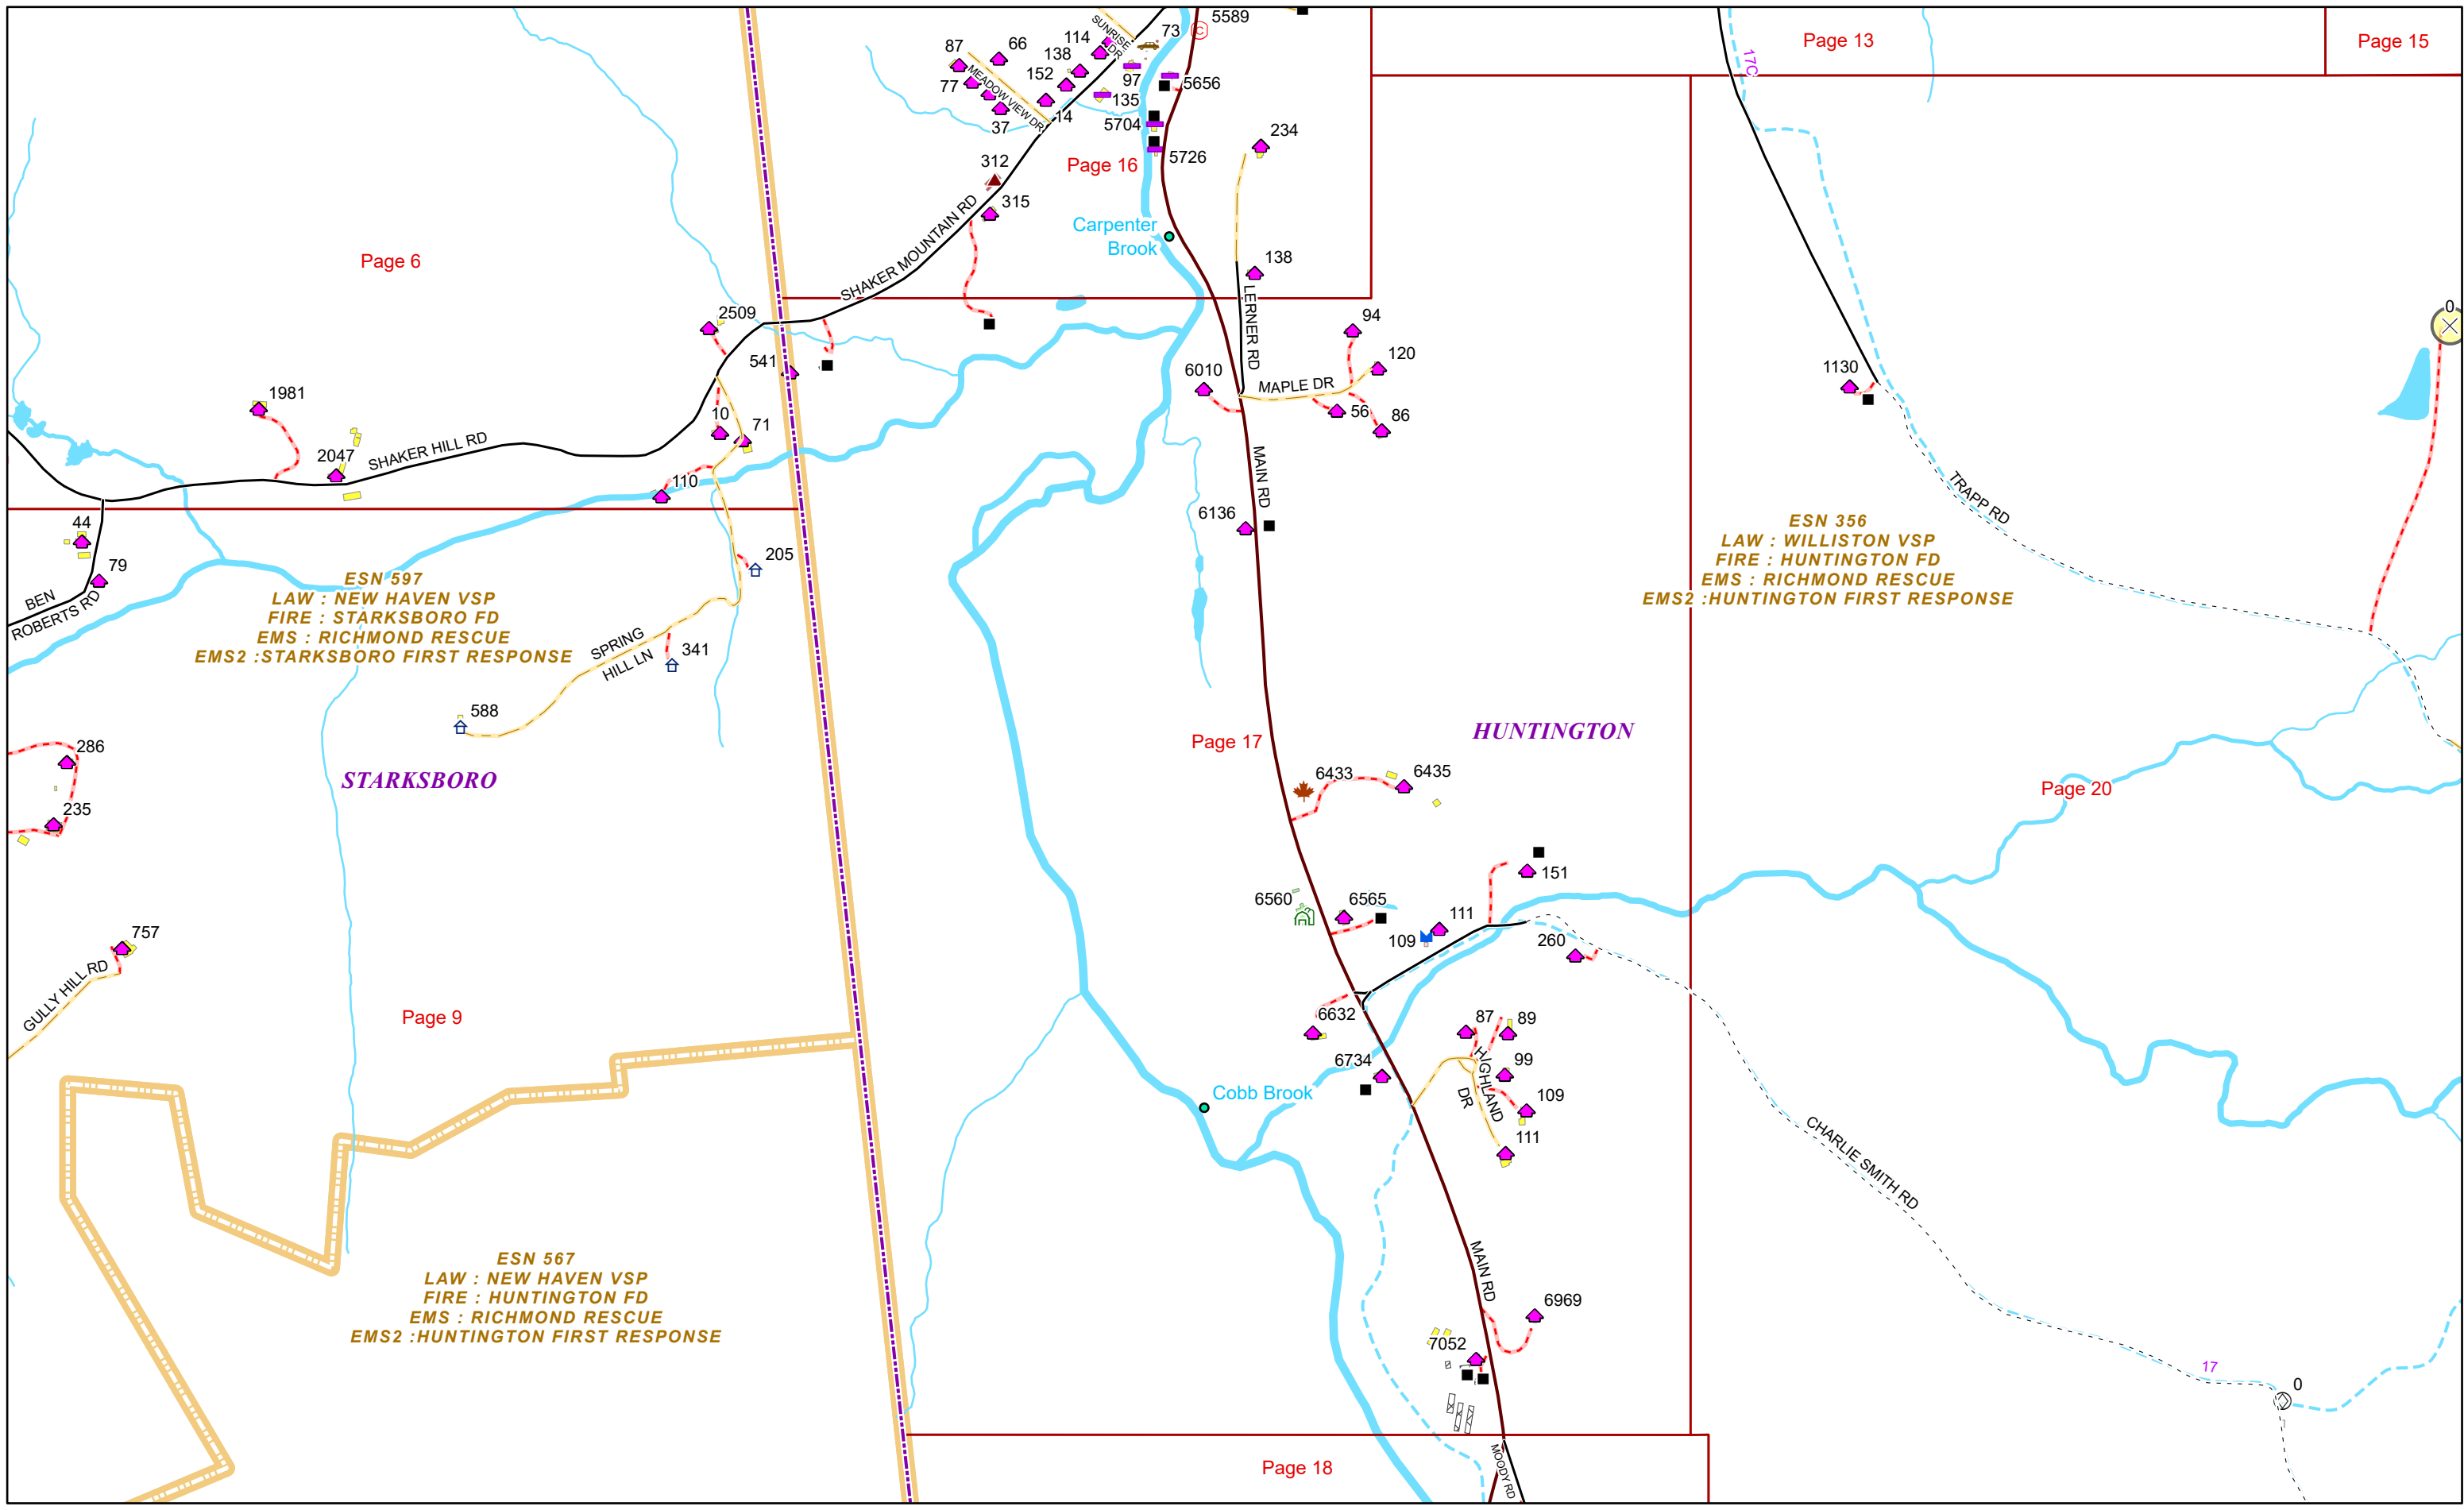 5589
Page 13
Page 15
17C
SUNRISE
DR
73
114
138
152
87
66
MEADOW VIEW DR
77
37
14
97
135
5656
5704
5726
234
Page 16
312
315
Carpenter
Brook
138
SHAKER MOUNTAIN RD
LERNER RD
Page 6
2509
541
94
120
MAPLE DR
56
86
6010
1130
0
1981
10
71
SHAKER HILL RD
2047
110
MAIN RD
6136
TRAPP RD
44
79
BEN
ROBERTS RD
205
ESN 597
LAW : NEW HAVEN VSP
FIRE : STARKSBORO FD
EMS : RICHMOND RESCUE
EMS2 :STARKSBORO FIRST RESPONSE
ESN 356
LAW : WILLISTON VSP
FIRE : HUNTINGTON FD
EMS : RICHMOND RESCUE
EMS2 :HUNTINGTON FIRST RESPONSE
SPRING
HILL LN
341
588
286
235
STARKSBORO
Page 17
HUNTINGTON
6433
6435
Page 20
151
6560
6565
111
109
260
757
GULLY HILL RD
Page 9
6632
87
89
6734
99
HIGHLAND
DR
109
111
Cobb Brook
CHARLIE SMITH RD
ESN 567
LAW : NEW HAVEN VSP
FIRE : HUNTINGTON FD
EMS : RICHMOND RESCUE
EMS2 :HUNTINGTON FIRST RESPONSE
MAIN RD
6969
7052
17
0
Page 18
MOODY RD
C